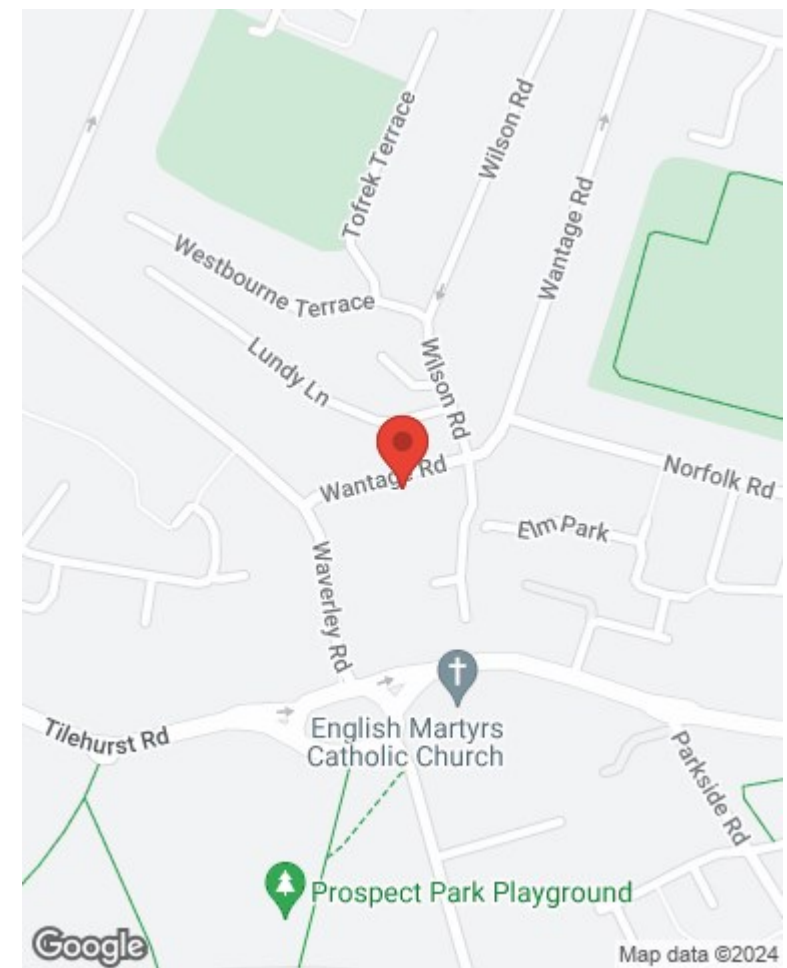 Tofrek Terrace
Wilson Rd
Wantage Rd
Westbourne Terrace
Lundy Ln
Wilson Rd
Wantage Rd
Norfolk Rd
Elm Park
Waverley Rd
Tilehurst Rd
English Martyrs
Catholic Church
Parkside Rd
Prospect Park Playground
Google
Map data ©2024